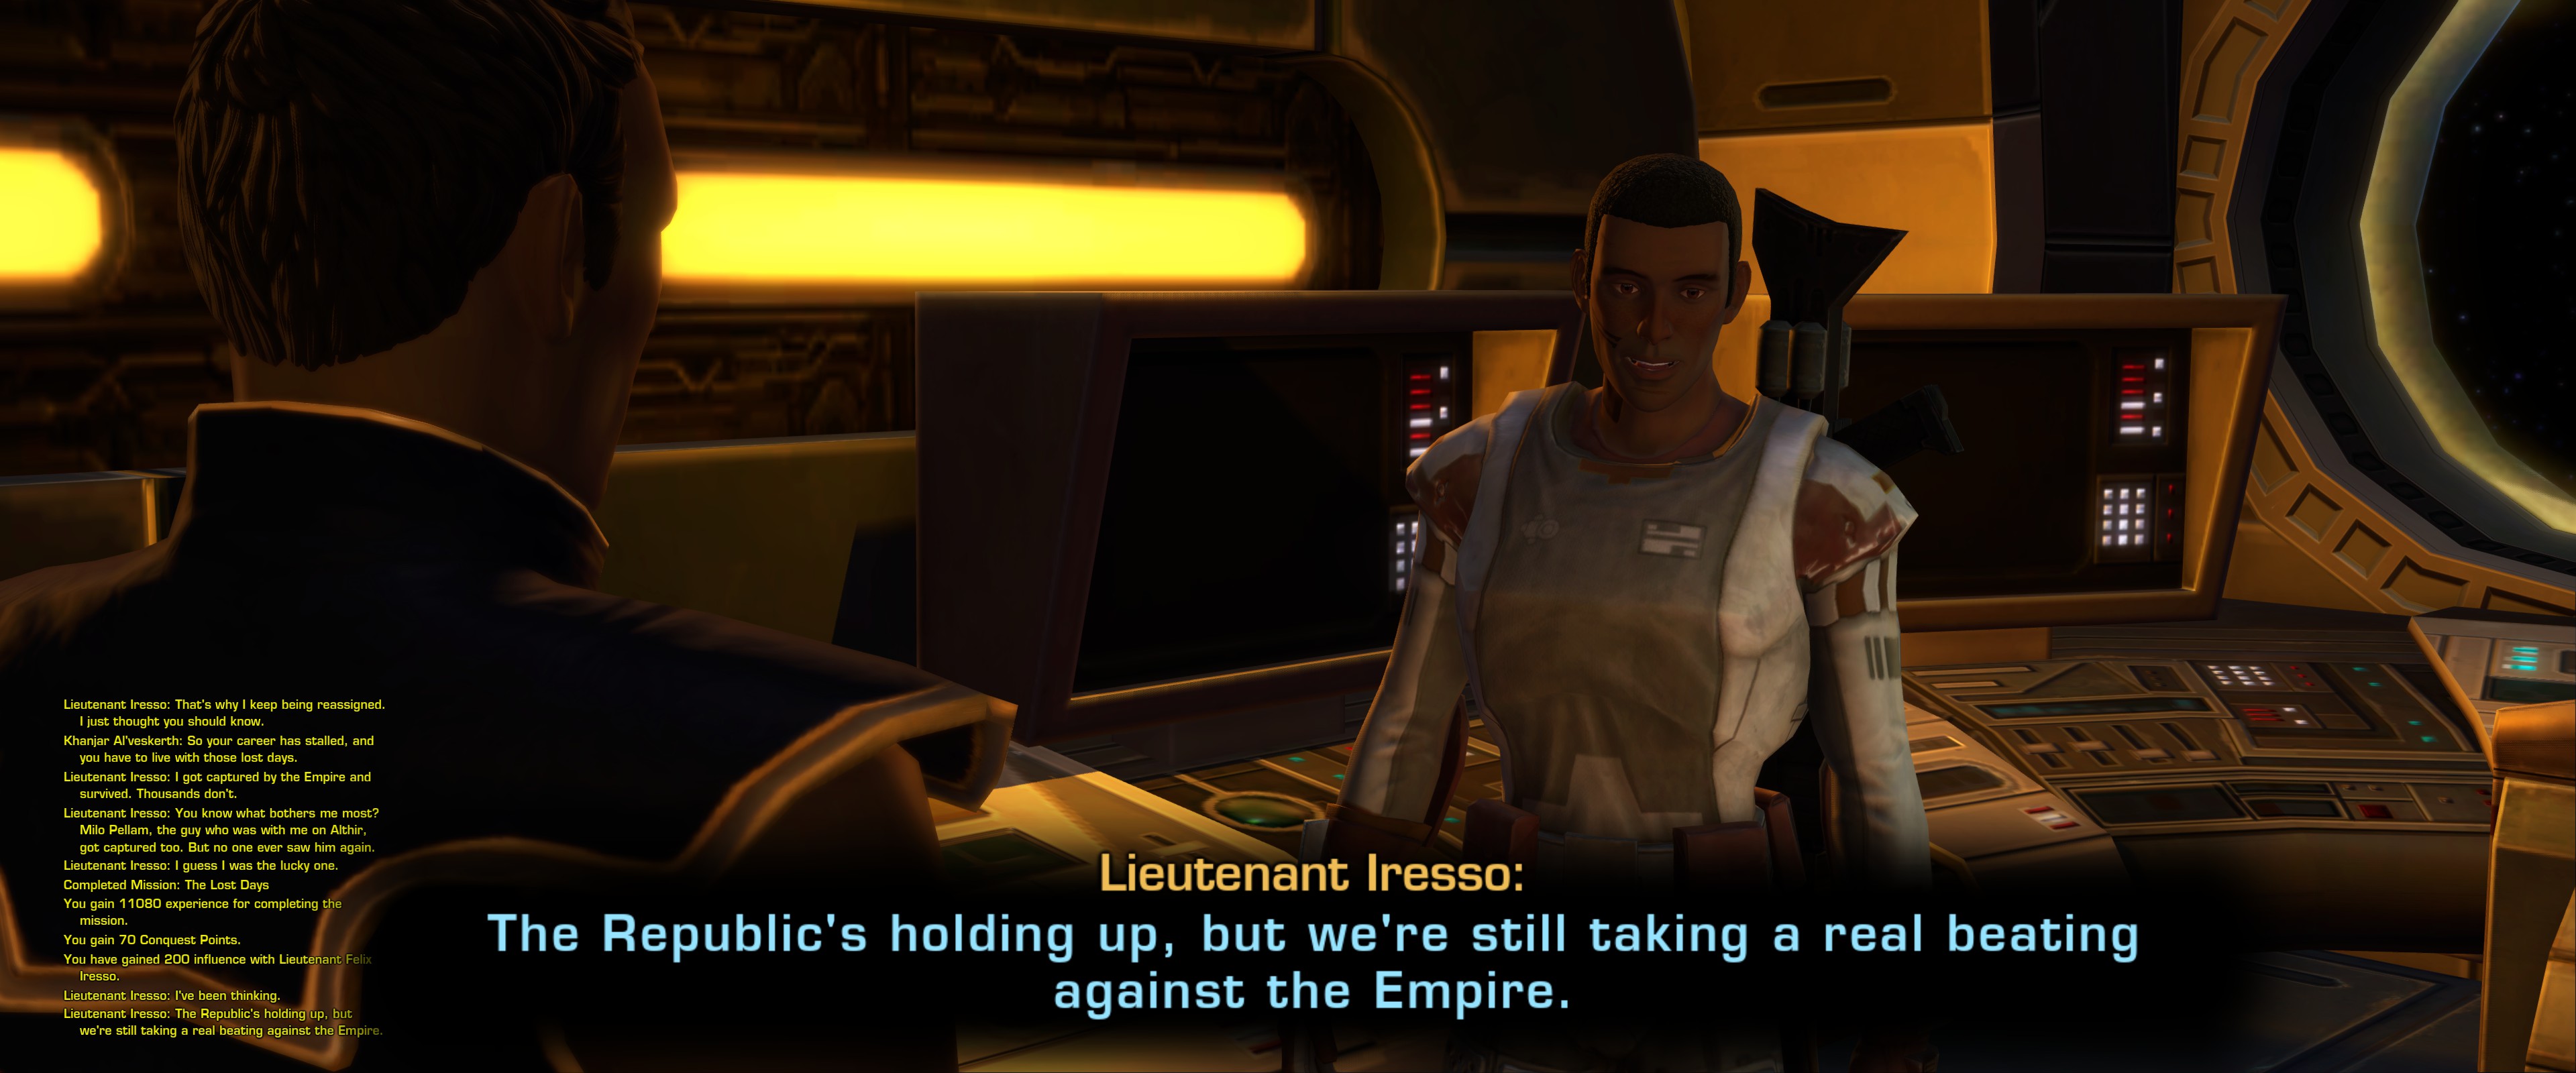 Lieutenant Iresso: That's why I keep being reassigned.
I just thought you should know.
Khanjar Al'veskerth: So your career has stalled, and
you have to live with those lost days.
Lieutenant Iresso: I got captured by the Empire and
survived. Thousands don't.
Lieutenant Iresso: You know what bothers me most?
Milo Pellam, the guy who was with me on Althir,
got captured too. But no one ever saw him again.
Lieutenant Iresso: I guess I was the lucky one.
Completed Mission: The Lost Days
You gain 11080 experience for completing the
mission.
You gain 70 Conquest Points.
You have gained 200 influence with Lieutenant Felix
Iresso.
Lieutenant Iresso: I've been thinking.
Lieutenant Iresso: The Republic's holding up, but
we're still taking a real beating against the Empire.
Lieutenant Iresso:
The Republic's holding up, but we're still taking a real beating
against the Empire.